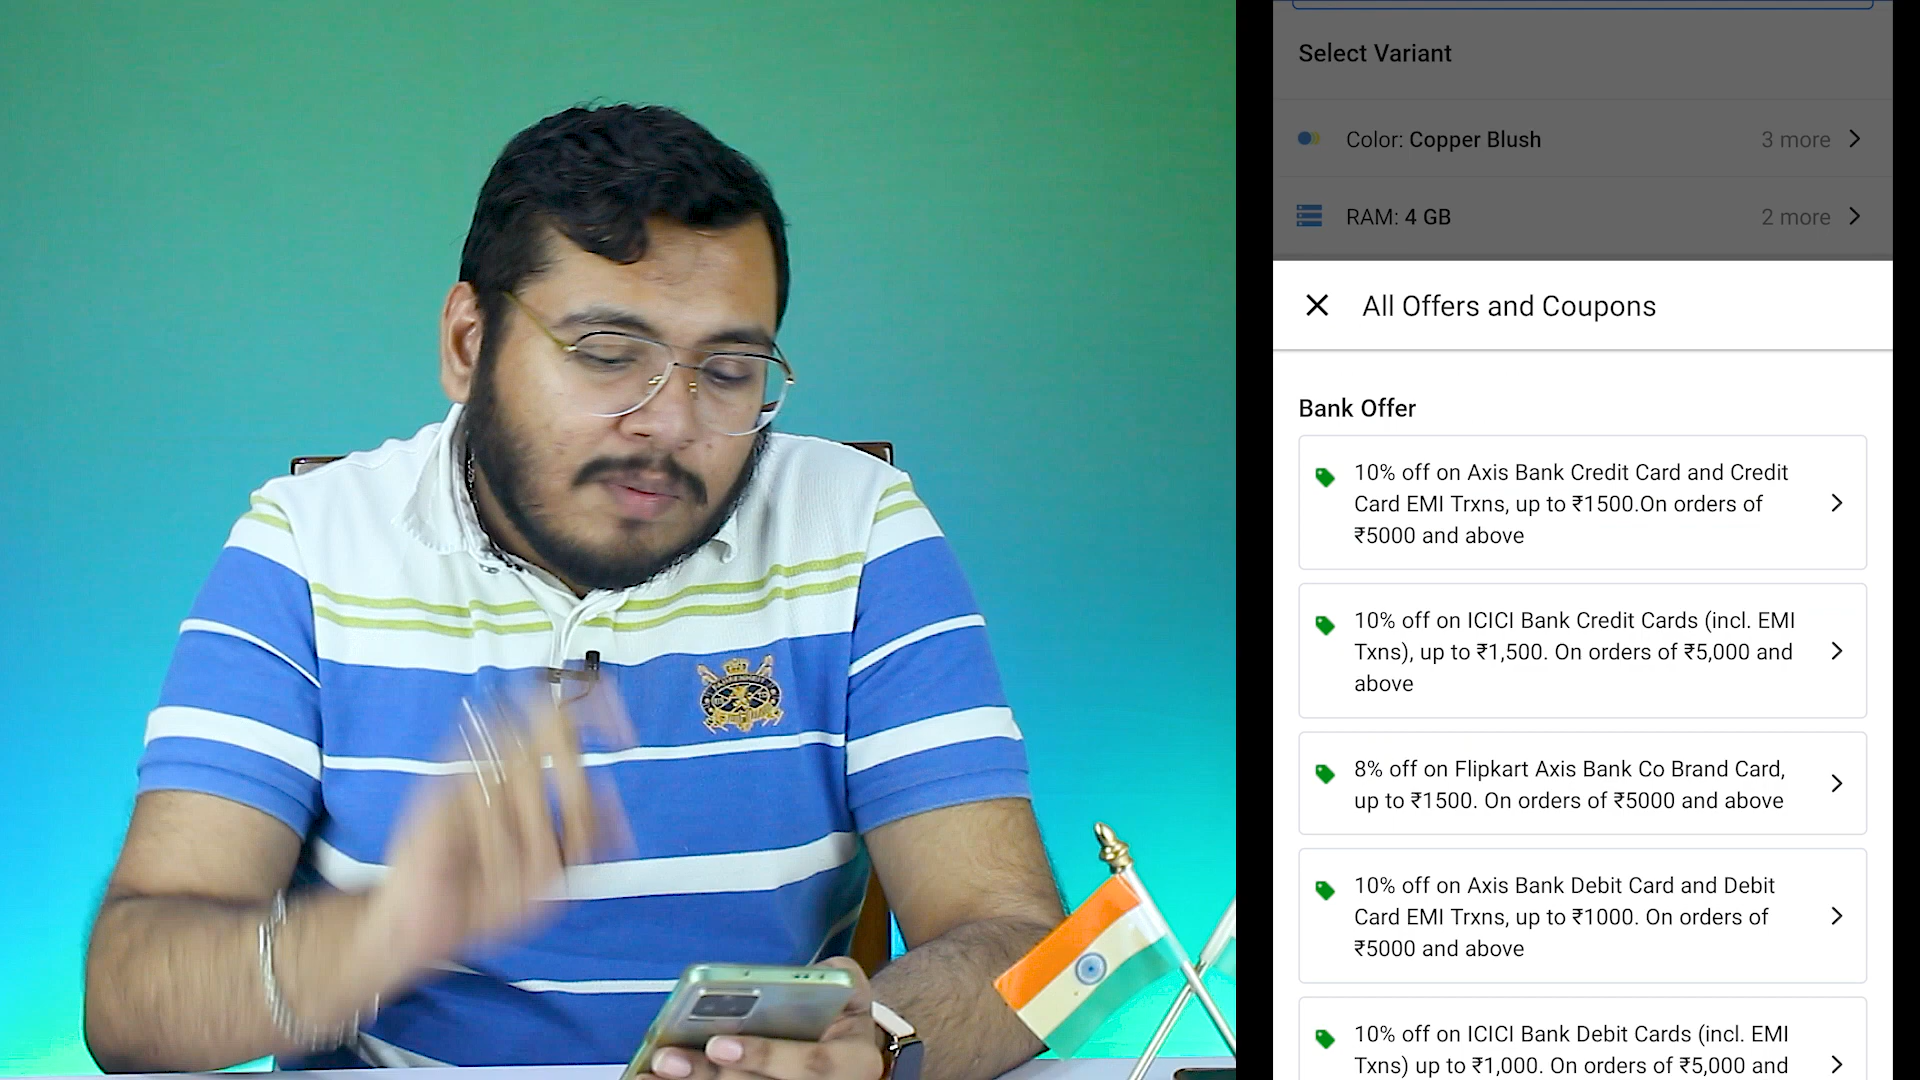 Select Variant
Color: Copper Blush
3 more
RAM: 4 GB
2 more
All Offers and Coupons
Bank Offer
10% off on Axis Bank Credit Card and Credit
Card EMI Trxns, up to ₹1500.On orders of
₹5000 and above
10% off on ICICI Bank Credit Cards (incl. EMI
Txns), up to ₹1,500. On orders of ₹5,000 and
above
8% off on Flipkart Axis Bank Co Brand Card,
up to ₹1500. On orders of ₹5000 and above
10% off on Axis Bank Debit Card and Debit
Card EMI Trxns, up to ₹1000. On orders of
₹5000 and above
10% off on ICICI Bank Debit Cards (incl. EMI
Txns) up to ₹1,000. On orders of ₹5,000 and